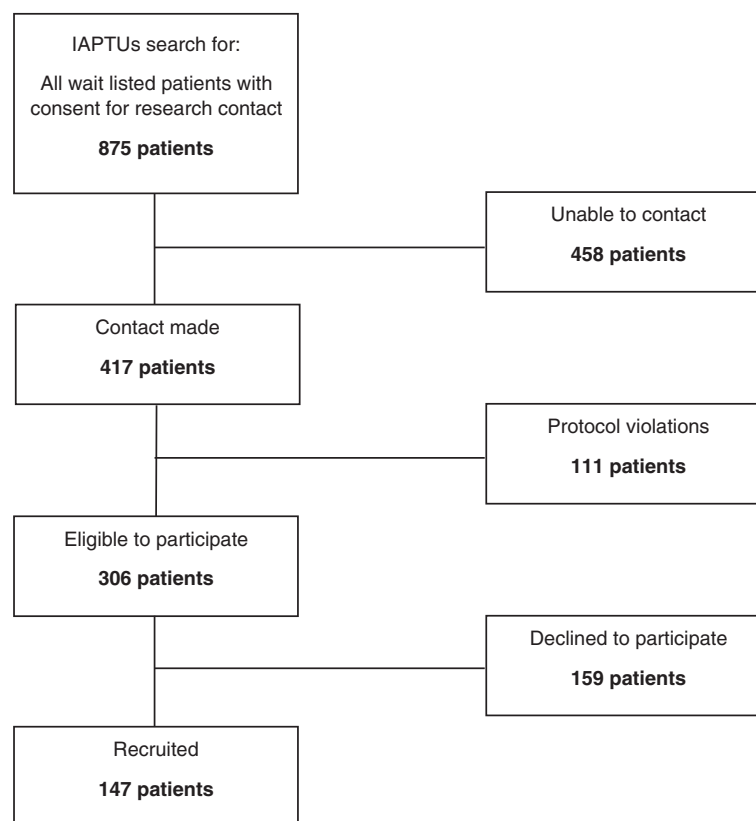 IAPTUs search for:
All wait listed patients with
consent for research contact
875 patients
Unable to contact
458 patients
Contact made
417 patients
Protocol violations
111 patients
Eligible to participate
306 patients
Declined to participate
159 patients
Recruited
147 patients